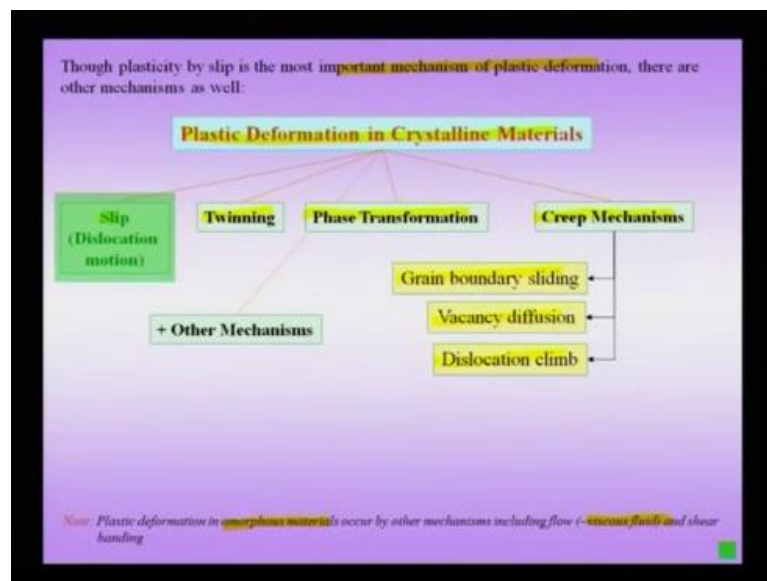 Though plasticity by slip is the most important mechanism of plastic deformation, there are
other mechanisms as well:
Plastic Deformation in Crystalline Materials
Slip
(Dislocation
motion)
Twinning
Phase Transformation
Creep Mechanisms
Grain boundary sliding
+ Other Mechanisms
Vacancy diffusion
Dislocation climb
Note: Plastic deformation in amorphous materials occur by other mechanisms including flow (~viscous fluid) and shear
banding